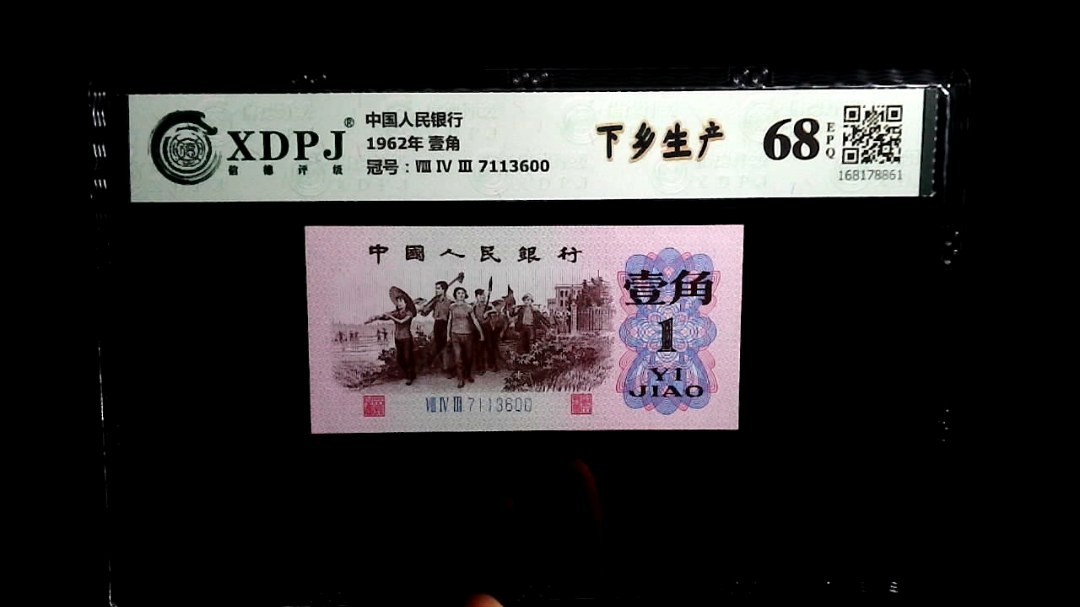 XDPJ®
信德评级
中国人民银行
1962年 壹角
冠号：Ⅷ Ⅳ Ⅲ 7113600
下乡生产
68
EPQ
168178861
中國人民銀行
壹角
1
YI
JIAO
Ⅷ Ⅳ Ⅲ 7113600